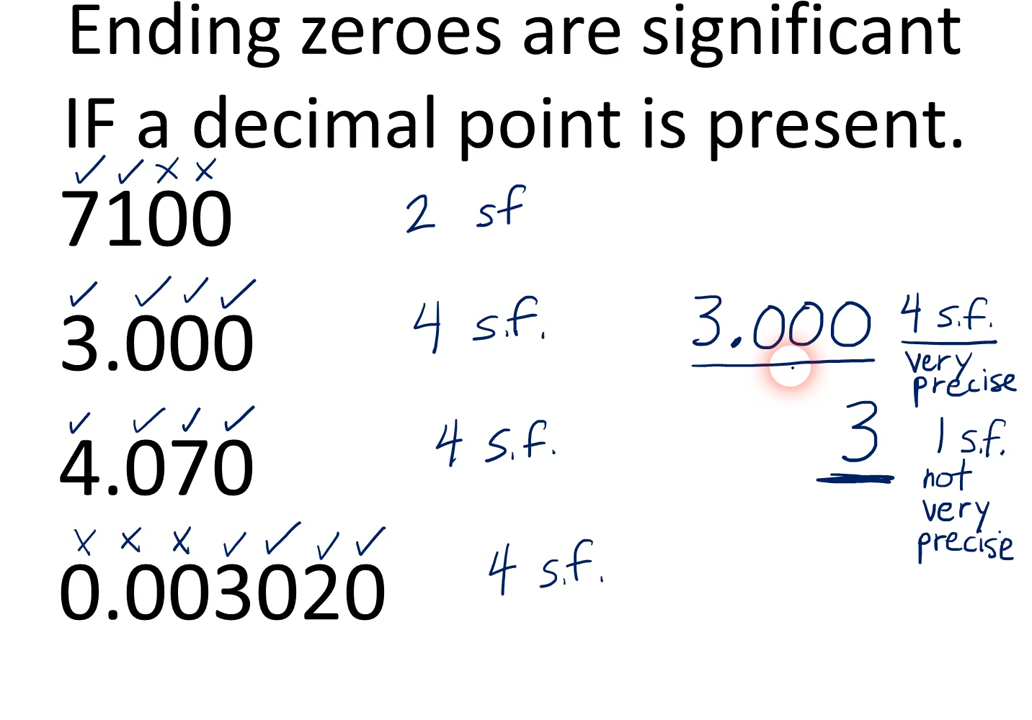 Ending zeroes are significant
IF a decimal point is present.
✓ ✓ × ×
7100 2 sf
✓ ✓ ✓ ✓
3.000 4 s.f. 3.000 4 s.f.
very
precise
✓ ✓ ✓ ✓
4.070 4 s.f. 3 1 s.f.
not
very
precise
× × × ✓ ✓ ✓ ✓
0.003020 4 s.f.